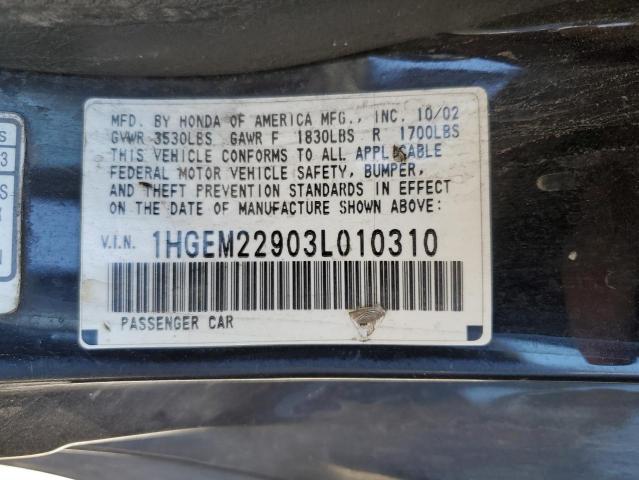 MFD. BY HONDA OF AMERICA MFG., INC. 10/02
GVWR 3530LBS GAWR F 1830LBS R 1700LBS
THIS VEHICLE CONFORMS TO ALL APPLICABLE
FEDERAL MOTOR VEHICLE SAFETY, BUMPER,
AND THEFT PREVENTION STANDARDS IN EFFECT
ON THE DATE OF MANUFACTURE SHOWN ABOVE:
V.I.N. 1HGEM22903L010310
PASSENGER CAR
S
3
S